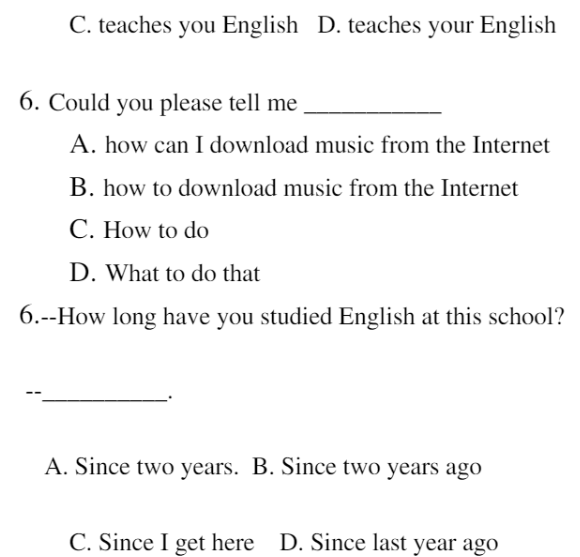 C. teaches you English   D. teaches your English
6. Could you please tell me ___________
A. how can I download music from the Internet
B. how to download music from the Internet
C. How to do
D. What to do that
6.--How long have you studied English at this school?
--__________.
A. Since two years.  B. Since two years ago
C. Since I get here    D. Since last year ago